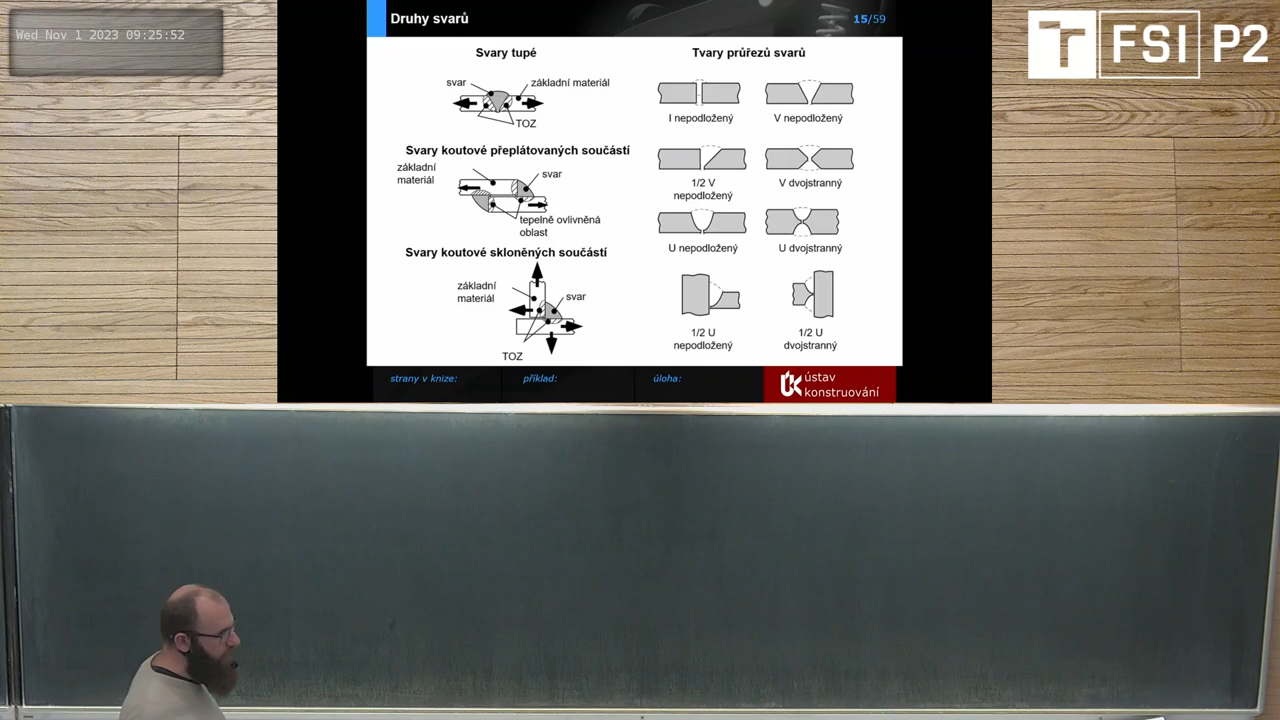 Wed Nov 1 2023 09:25:52
Druhy svarů
15/59
FSI P2
Svary tupé
svar
základní materiál
TOZ
Svary koutové přeplátovaných součástí
základní
materiál
svar
tepelně ovlivněná
oblast
Svary koutové skloněných součástí
základní
materiál
svar
TOZ
Tvary průřezů svarů
I nepodložený
V nepodložený
1/2 V
nepodložený
V dvojstranný
U nepodložený
U dvojstranný
1/2 U
nepodložený
1/2 U
dvojstranný
strany v knize:
příklad:
úloha:
ústav
konstruování